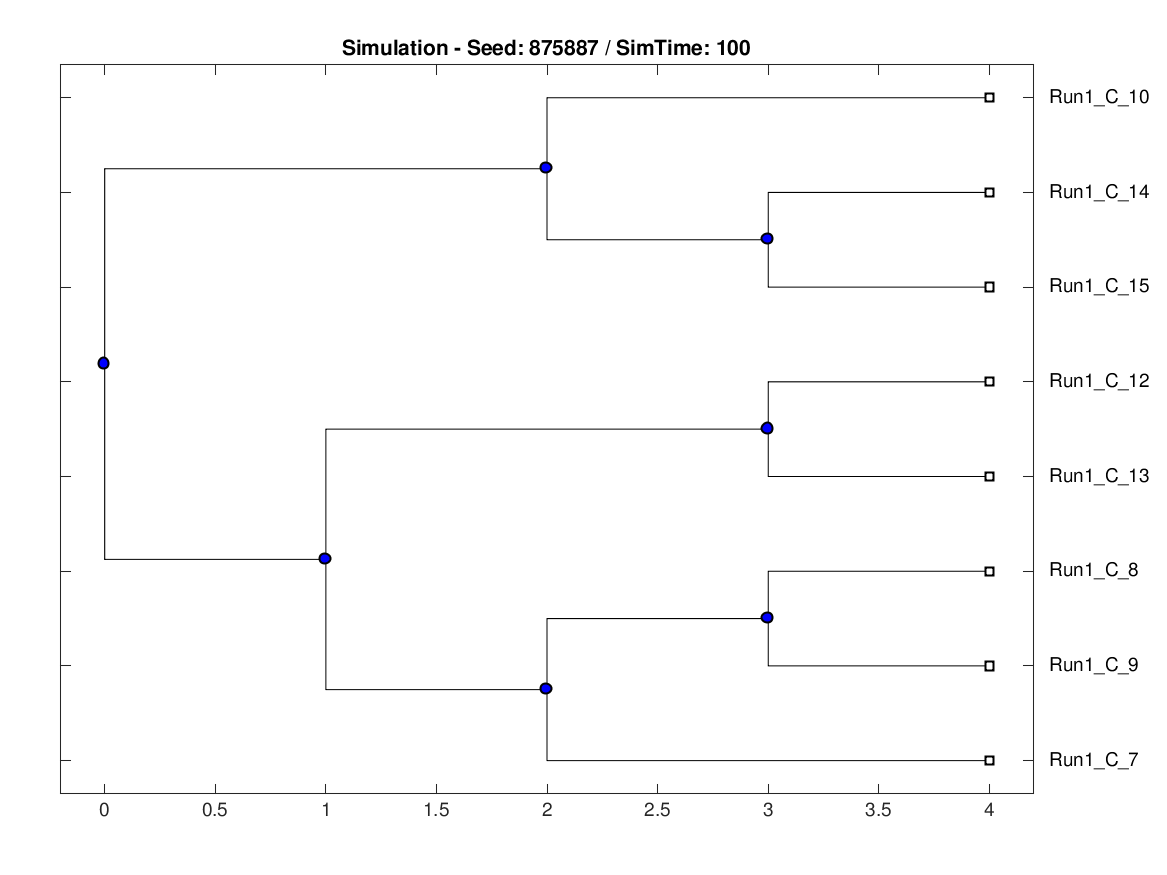 Simulation - Seed: 875887 / SimTime: 100
Run1_C_10
Run1_C_14
Run1_C_15
Run1_C_12
Run1_C_13
Run1_C_8
Run1_C_9
Run1_C_7
0 0.5 1 1.5 2 2.5 3 3.5 4